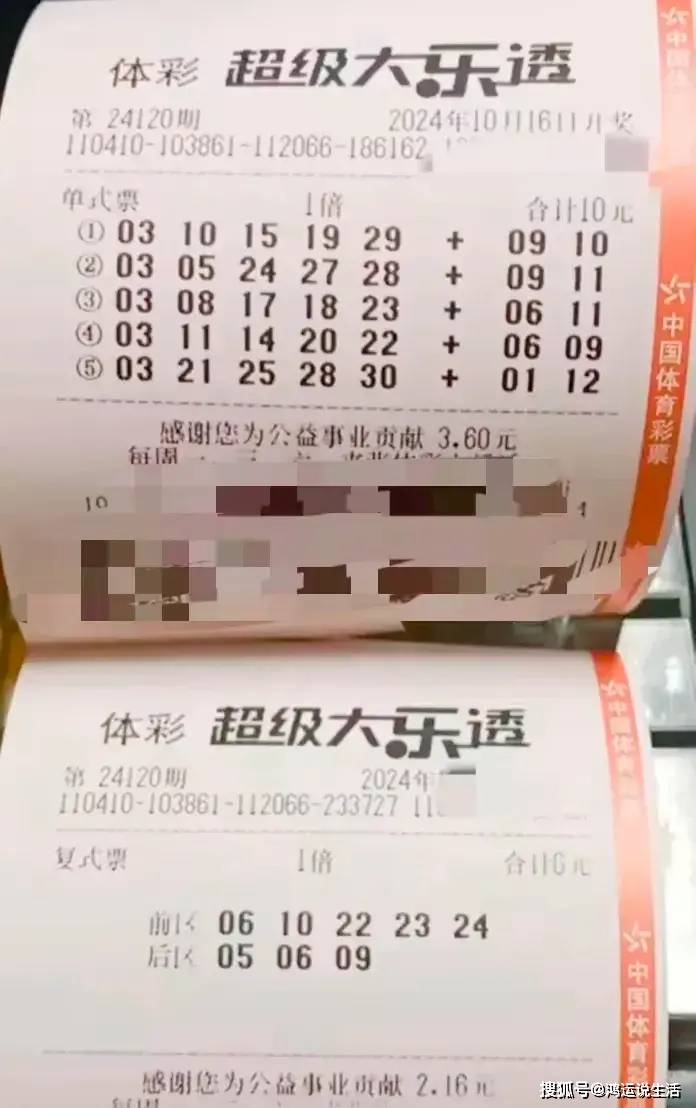 体彩 超级大乐透
第 24120期 2024年10月16日开奖
110410-103861-112066-186162
单式票 1倍 合计10元
① 03 10 15 19 29 + 09 10
② 03 05 24 27 28 + 09 11
③ 03 08 17 18 23 + 06 11
④ 03 11 14 20 22 + 06 09
⑤ 03 21 25 28 30 + 01 12
感谢您为公益事业贡献 3.60元
中国体育彩票
体彩 超级大乐透
第 24120期 2024年
110410-103861-112066-233727
复式票 1倍 合计6元
前区 06 10 22 23 24
后区 05 06 09
感谢您为公益事业贡献 2.16元
中国体育彩票
中国体育彩票
搜狐号@鸿运说生活